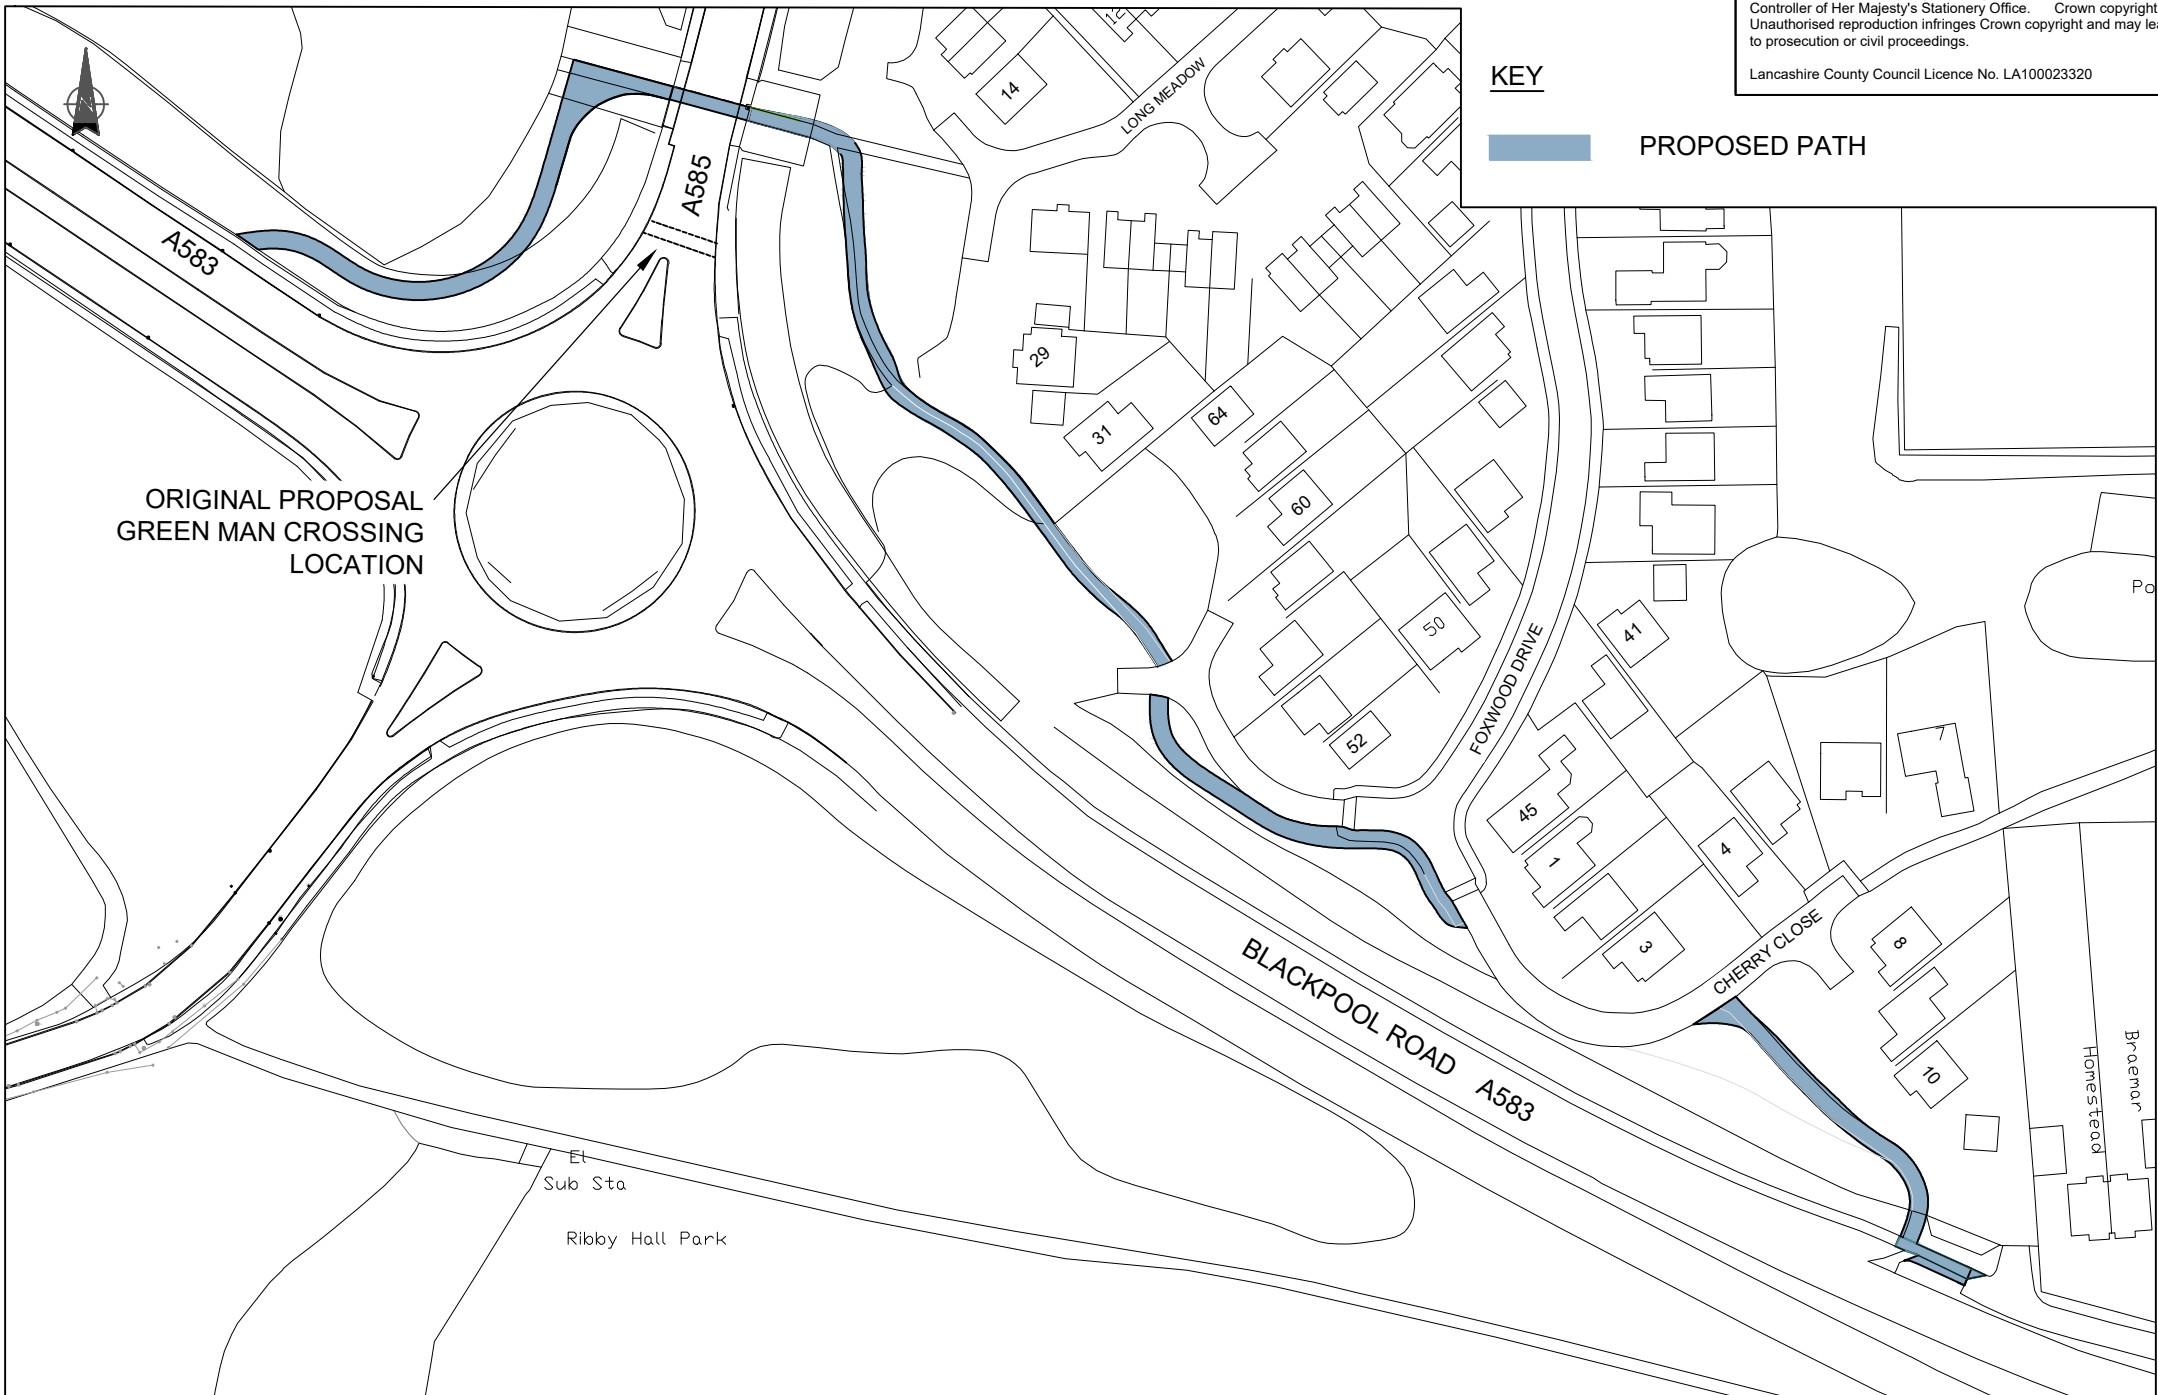 Controller of Her Majesty's Stationery Office. Crown copyright
Unauthorised reproduction infringes Crown copyright and may lea
to prosecution or civil proceedings.
Lancashire County Council Licence No. LA100023320
KEY
PROPOSED PATH
12
14
LONG MEADOW
A585
A583
29
31
64
60
ORIGINAL PROPOSAL
GREEN MAN CROSSING
LOCATION
50
52
FOXWOOD DRIVE
41
Po
7
45
1
4
3
CHERRY CLOSE
8
10
BLACKPOOL ROAD A583
Homestead
Braemar
El
Sub Sta
Ribby Hall Park